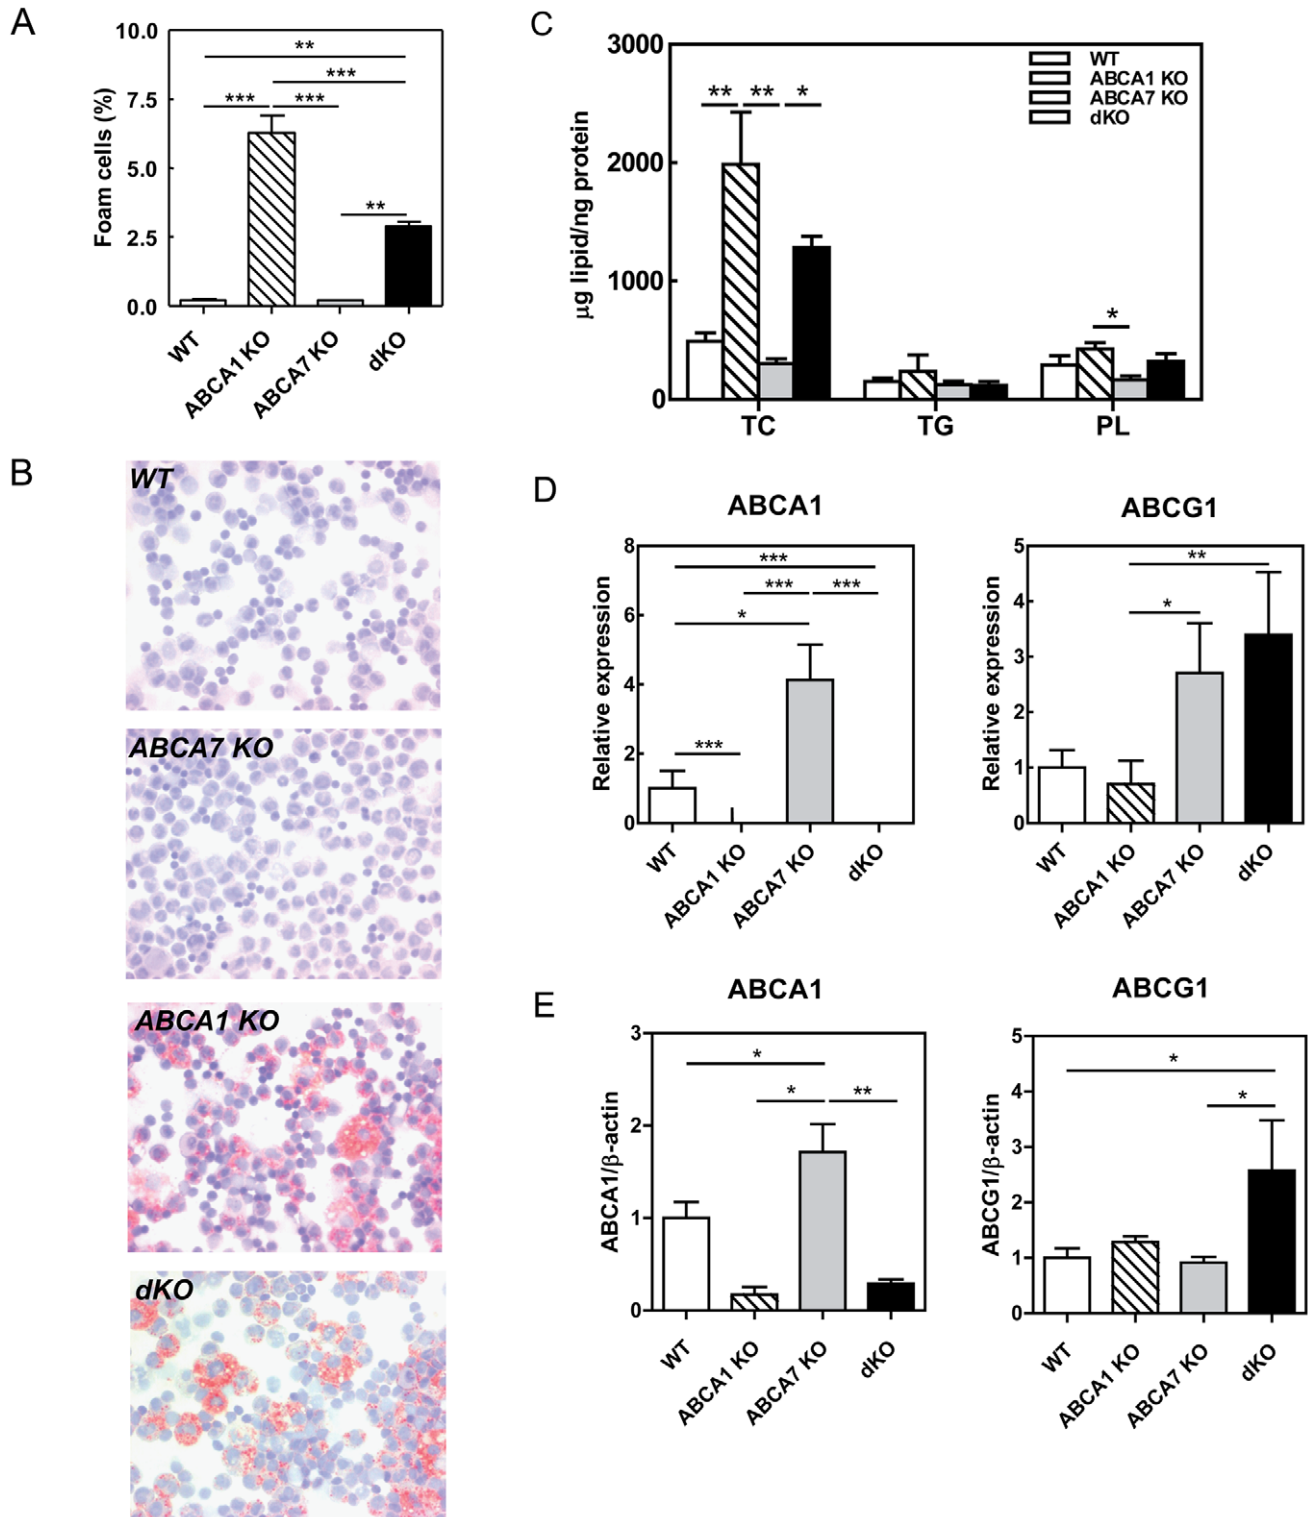 A
10.0
7.5
5.0
2.5
0.0
Foam cells (%)
**
***
*** ***
**
WT
ABCA1 KO
ABCA7 KO
dKO
B
WT
ABCA7 KO
ABCA1 KO
dKO
C
3000
2000
1000
0
µg lipid/ng protein
** ** *
*
WT
ABCA1 KO
ABCA7 KO
dKO
TC TG PL
D
ABCA1
8
6
4
2
0
Relative expression
***
*** ***
*
***
WT
ABCA1 KO
ABCA7 KO
dKO
ABCG1
5
4
3
2
1
0
Relative expression
**
*
WT
ABCA1 KO
ABCA7 KO
dKO
E
ABCA1
3
2
1
0
ABCA1/β-actin
*
* **
WT
ABCA1 KO
ABCA7 KO
dKO
ABCG1
5
4
3
2
1
0
ABCG1/β-actin
*
*
WT
ABCA1 KO
ABCA7 KO
dKO